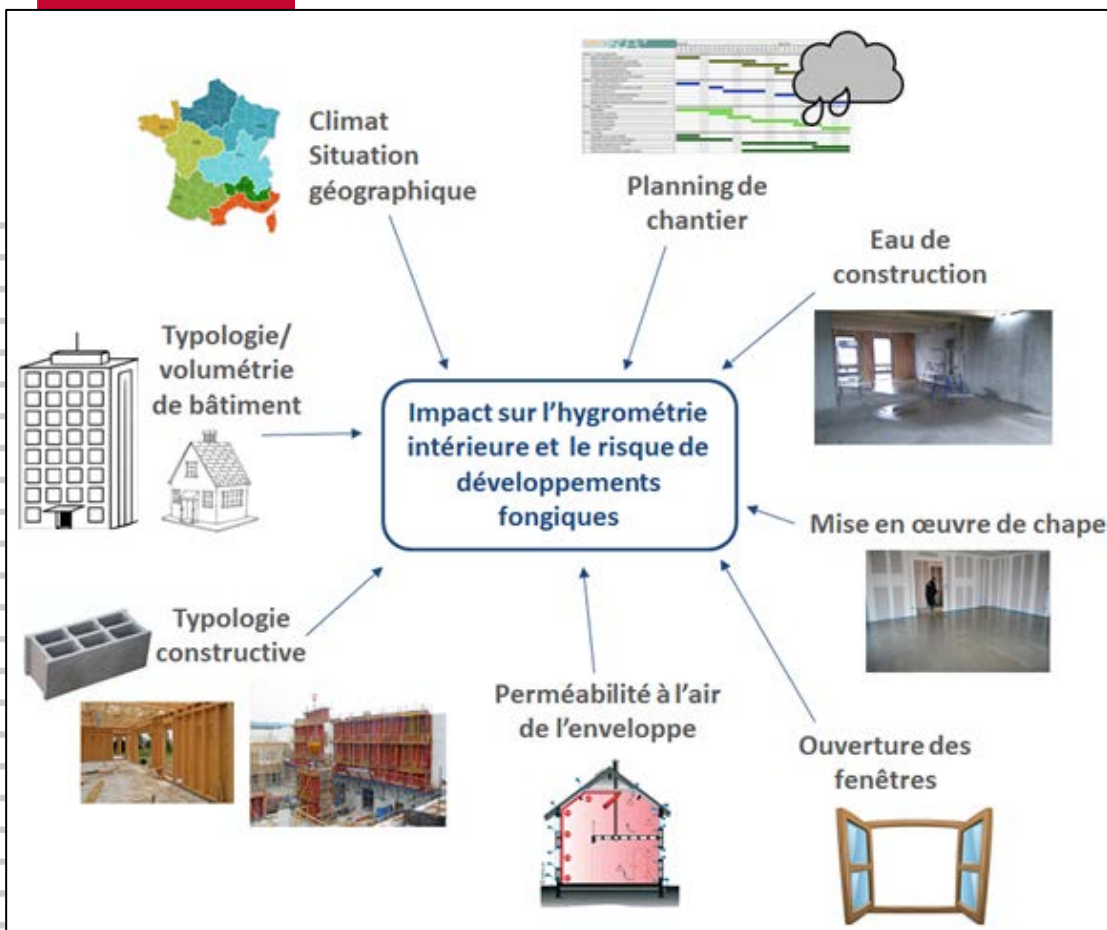 Climat
Situation
géographique
Planning de
chantier
Eau de
construction
Typologie/
volumétrie
de bâtiment
Impact sur l’hygrométrie
intérieure et le risque de
développements
fongiques
Mise en œuvre de chape
Typologie
constructive
Perméabilité à l’air
de l’enveloppe
Ouverture des
fenêtres